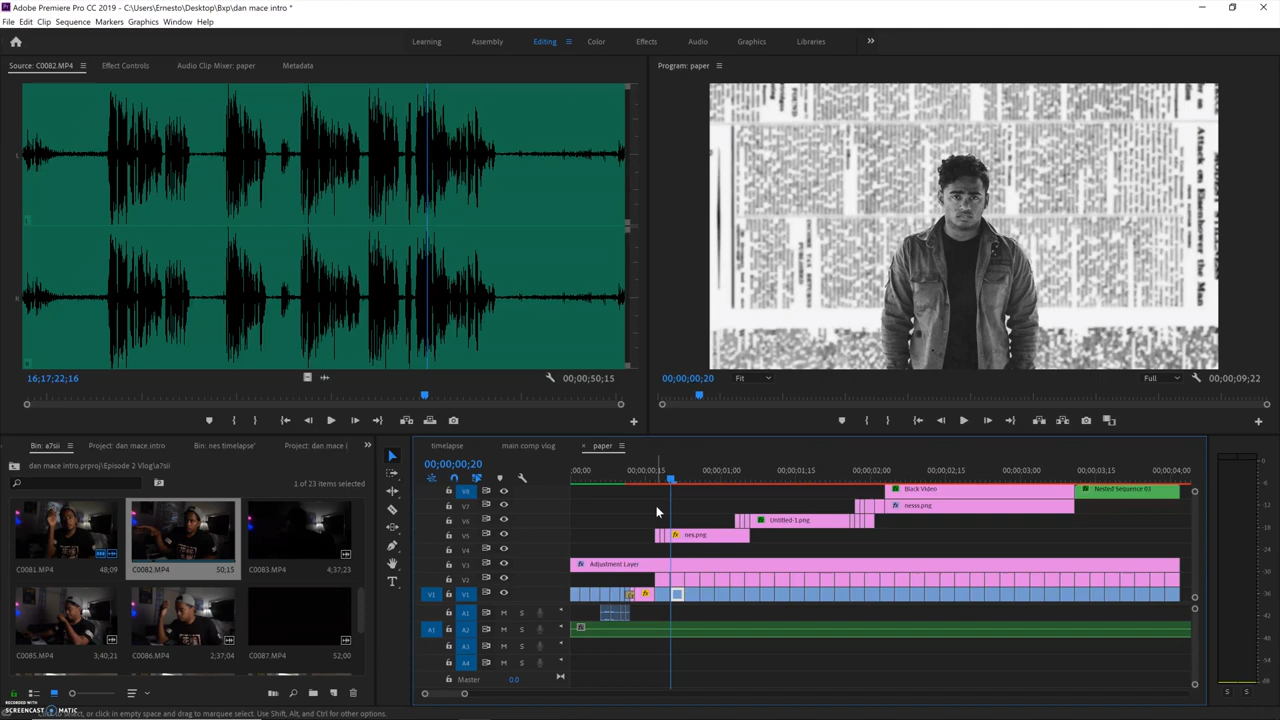 Adobe Premiere Pro CC 2019 - C:\Users\Ernesto\Desktop\Bxp\dan mace intro *
File Edit Clip Sequence Markers Graphics Window Help
Learning Assembly Editing Color Effects Audio Graphics Libraries
Source: C0082.MP4 Effect Controls Audio Clip Mixer: paper Metadata
Program: paper
Attack on Eisenhower the Man
16;17;22;16 00;00;50;15
00;00;00;20 Fit Full 00;00;09;22
Bin: a7sii Project: dan mace.intro Bin: nes timelapse' Project: dan mace (
timelapse main comp vlog paper
dan mace intro.prproj\Episode 2 Vlog\a7sii
1 of 23 items selected
00;00;00;20
;00;00 00;00;00;15 00;00;01;00 00;00;01;15 00;00;02;00 00;00;02;15 00;00;03;00 00;00;03;15 00;00;04;00
V8 Black Video Nested Sequence 03
V7 nesss.png
V6 Untitled-1.png
V5 nes.png
V4
V3 Adjustment Layer
V2
V1 V1
A1
A1 A2
A3
A4
M S
M S
M S
M S
Master 0.0
C0081.MP4 48;09 C0082.MP4 50;15 C0083.MP4 4;37;23
C0085.MP4 3;40;21 C0086.MP4 2;37;04 C0087.MP4 52;00
S S
RECORDED WITH
SCREENCAST MATIC
Click to select, or click in empty space and drag to marquee select. Use Shift, Alt, and Ctrl for other options.